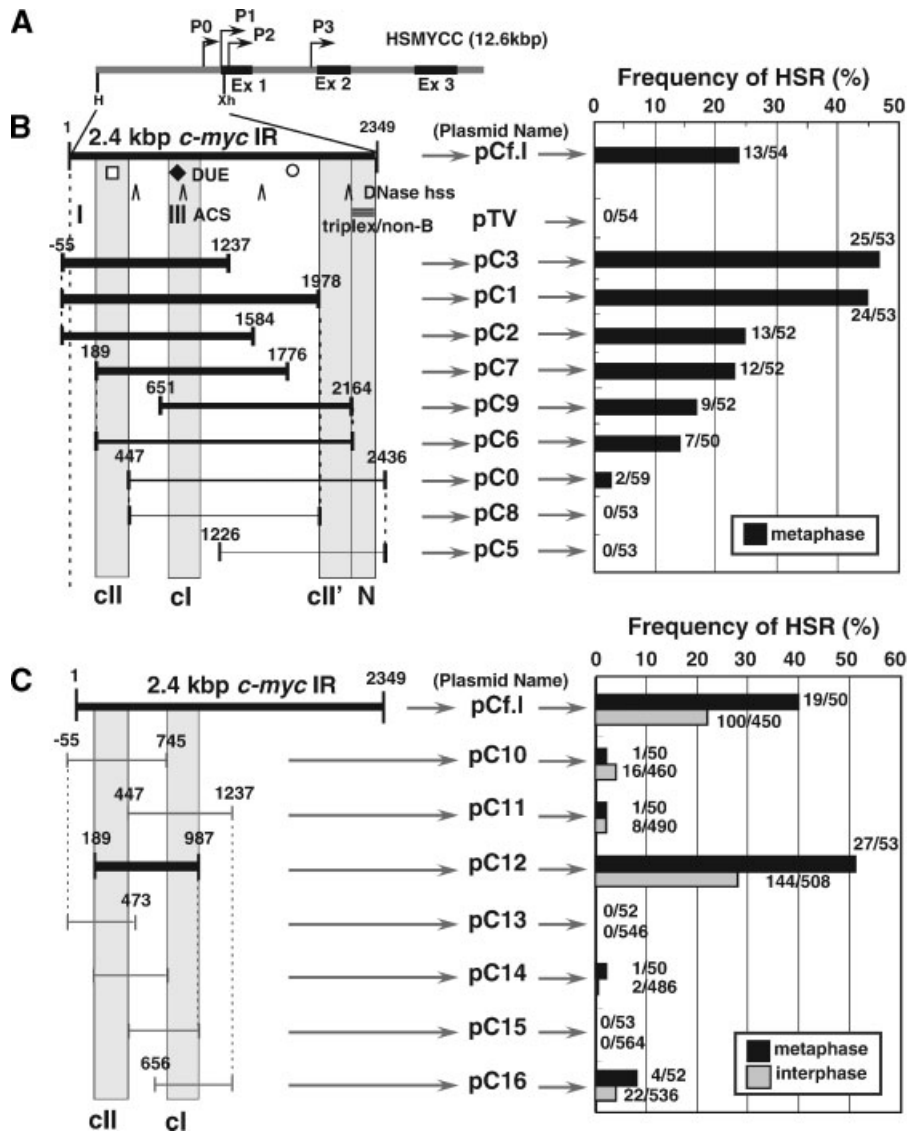 A
P0
P1
P2
P3
HSMYCC (12.6kbp)
Ex 1
Ex 2
Ex 3
H
Xh
B
1
2349
2.4 kbp c-myc IR
DUE
DNase hss
ACS
triplex/non-B
(Plasmid Name)
Frequency of HSR (%)
0 10 20 30 40 50
pCf.I
13/54
pTV
0/54
-55
1237
pC3
25/53
1978
pC1
24/53
1584
pC2
13/52
189
1776
pC7
12/52
651
2164
pC9
9/52
pC6
7/50
447
2436
pC0
2/59
pC8
0/53
1226
pC5
0/53
metaphase
cII
cI
cII'
N
C
1
2349
2.4 kbp c-myc IR
(Plasmid Name)
Frequency of HSR (%)
0 10 20 30 40 50 60
pCf.I
19/50
100/450
-55
745
pC10
1/50
16/460
447
1237
pC11
1/50
8/490
189
987
pC12
27/53
144/508
473
pC13
0/52
0/546
pC14
1/50
2/486
pC15
0/53
0/564
656
pC16
4/52
22/536
metaphase
interphase
cII
cI